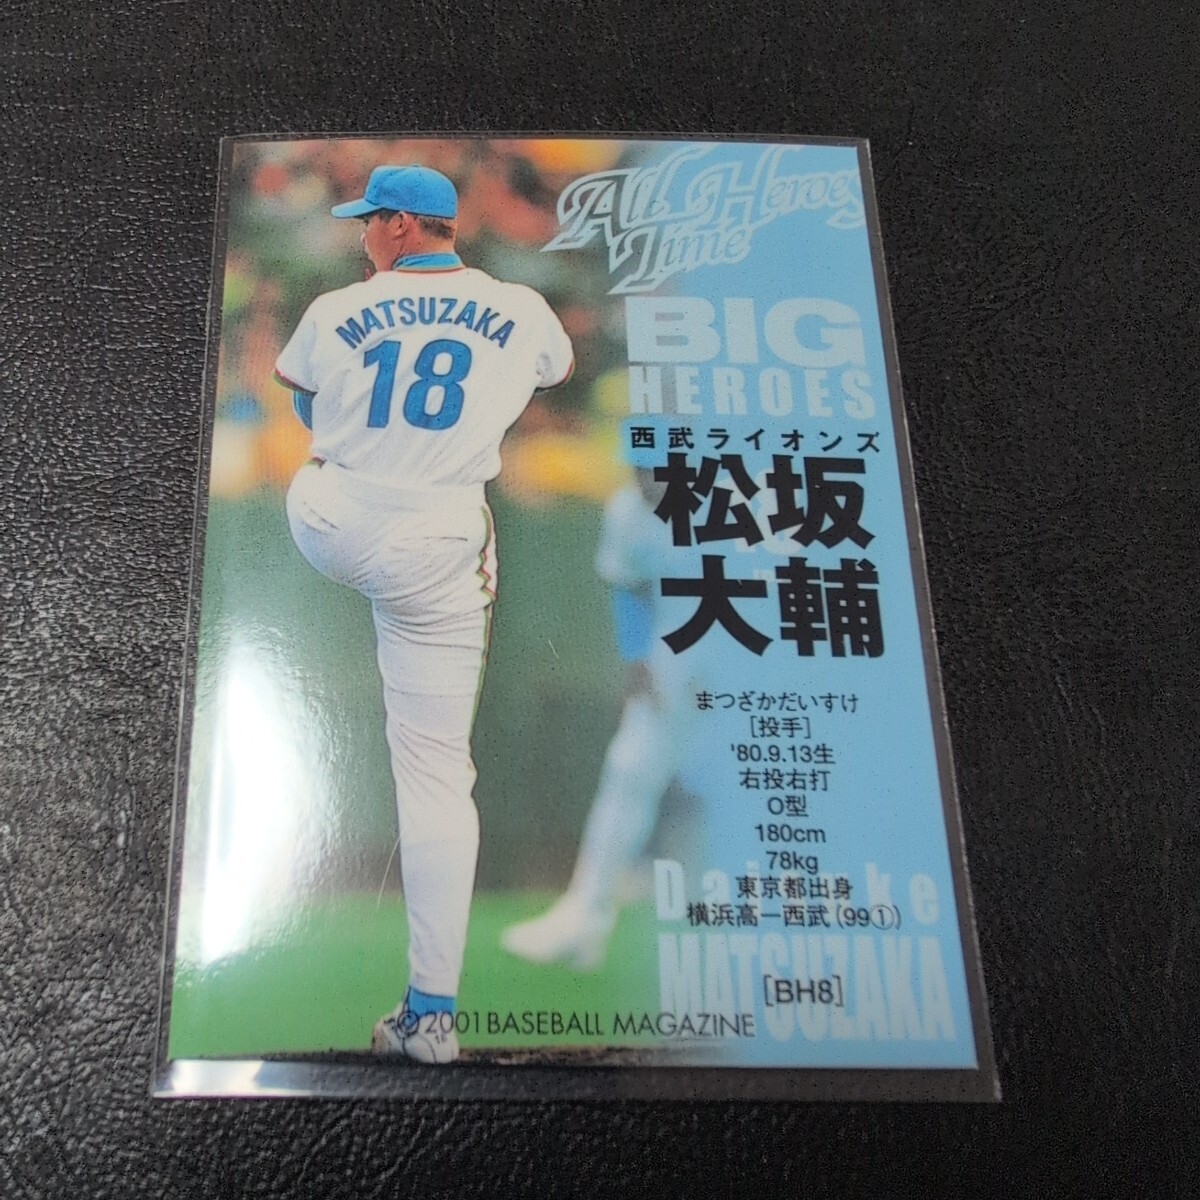 All Heroes
Time
BIG
HEROES
西武ライオンズ
松坂
大輔
まつざかだいすけ
[投手]
'80.9.13生
右投右打
O型
180cm
78kg
東京都出身
横浜高ー西武(99①)
Daisuke
MATSUZAKA
[BH8]
©2001 BASEBALL MAGAZINE
MATSUZAKA
18
18